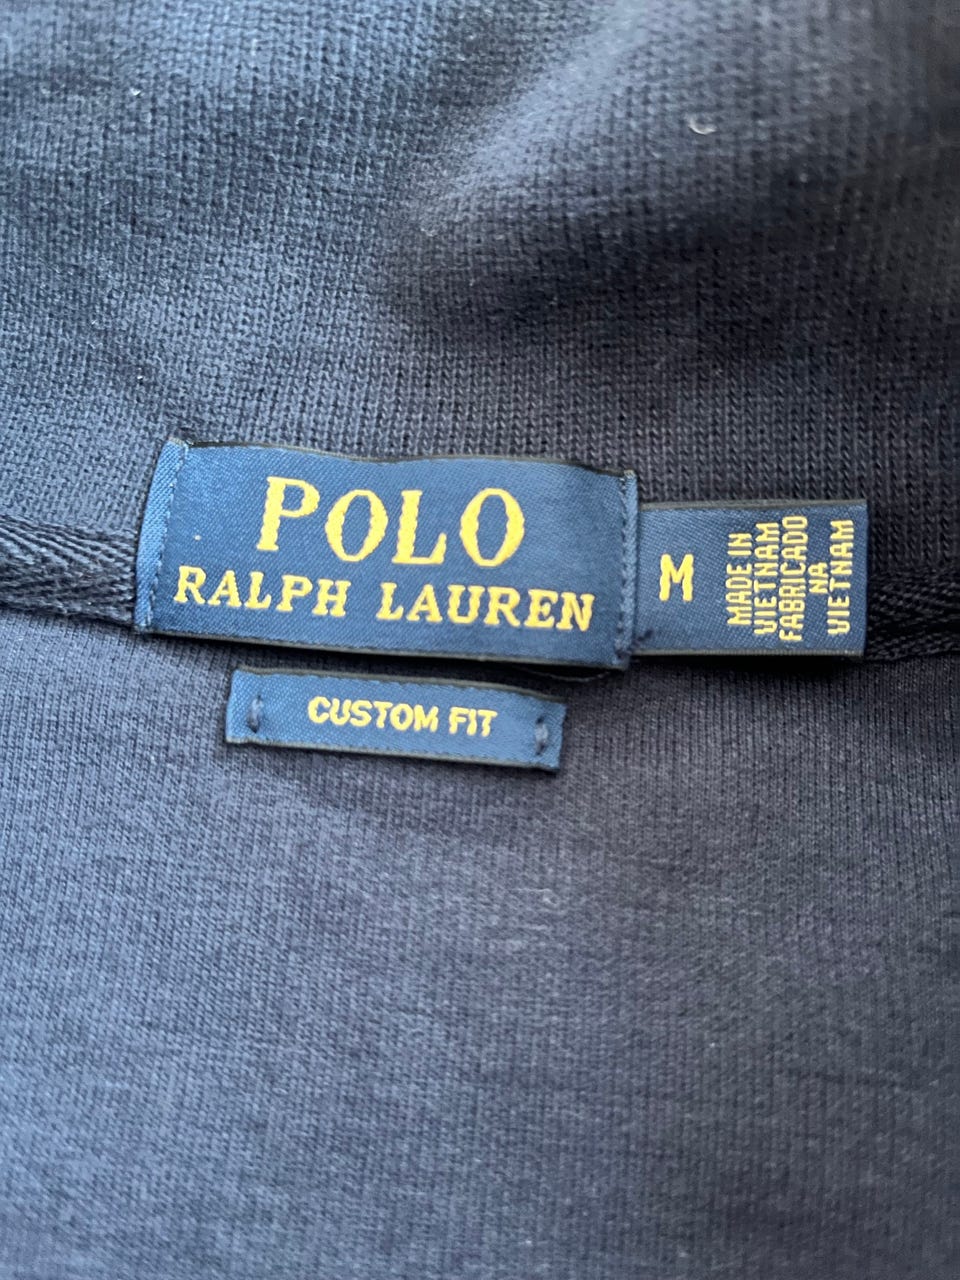 POLO
RALPH LAUREN
M
MADE IN
VIETNAM
FABRICADO
NA
VIETNAM
CUSTOM FIT